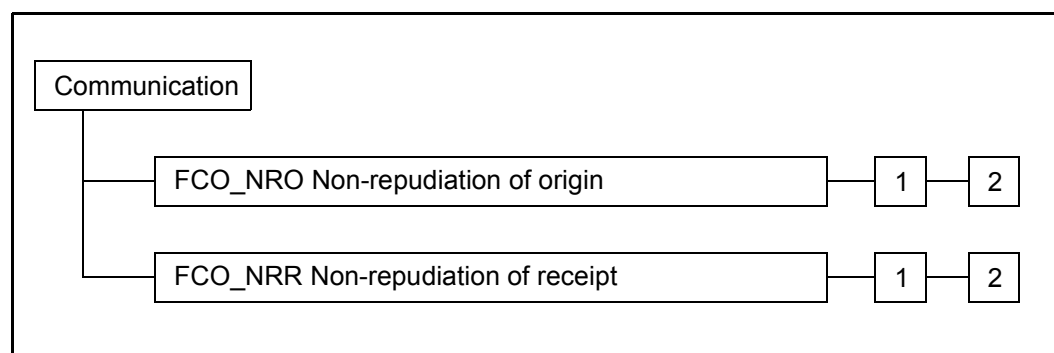 Communication
FCO_NRO Non-repudiation of origin 1 2
FCO_NRR Non-repudiation of receipt 1 2